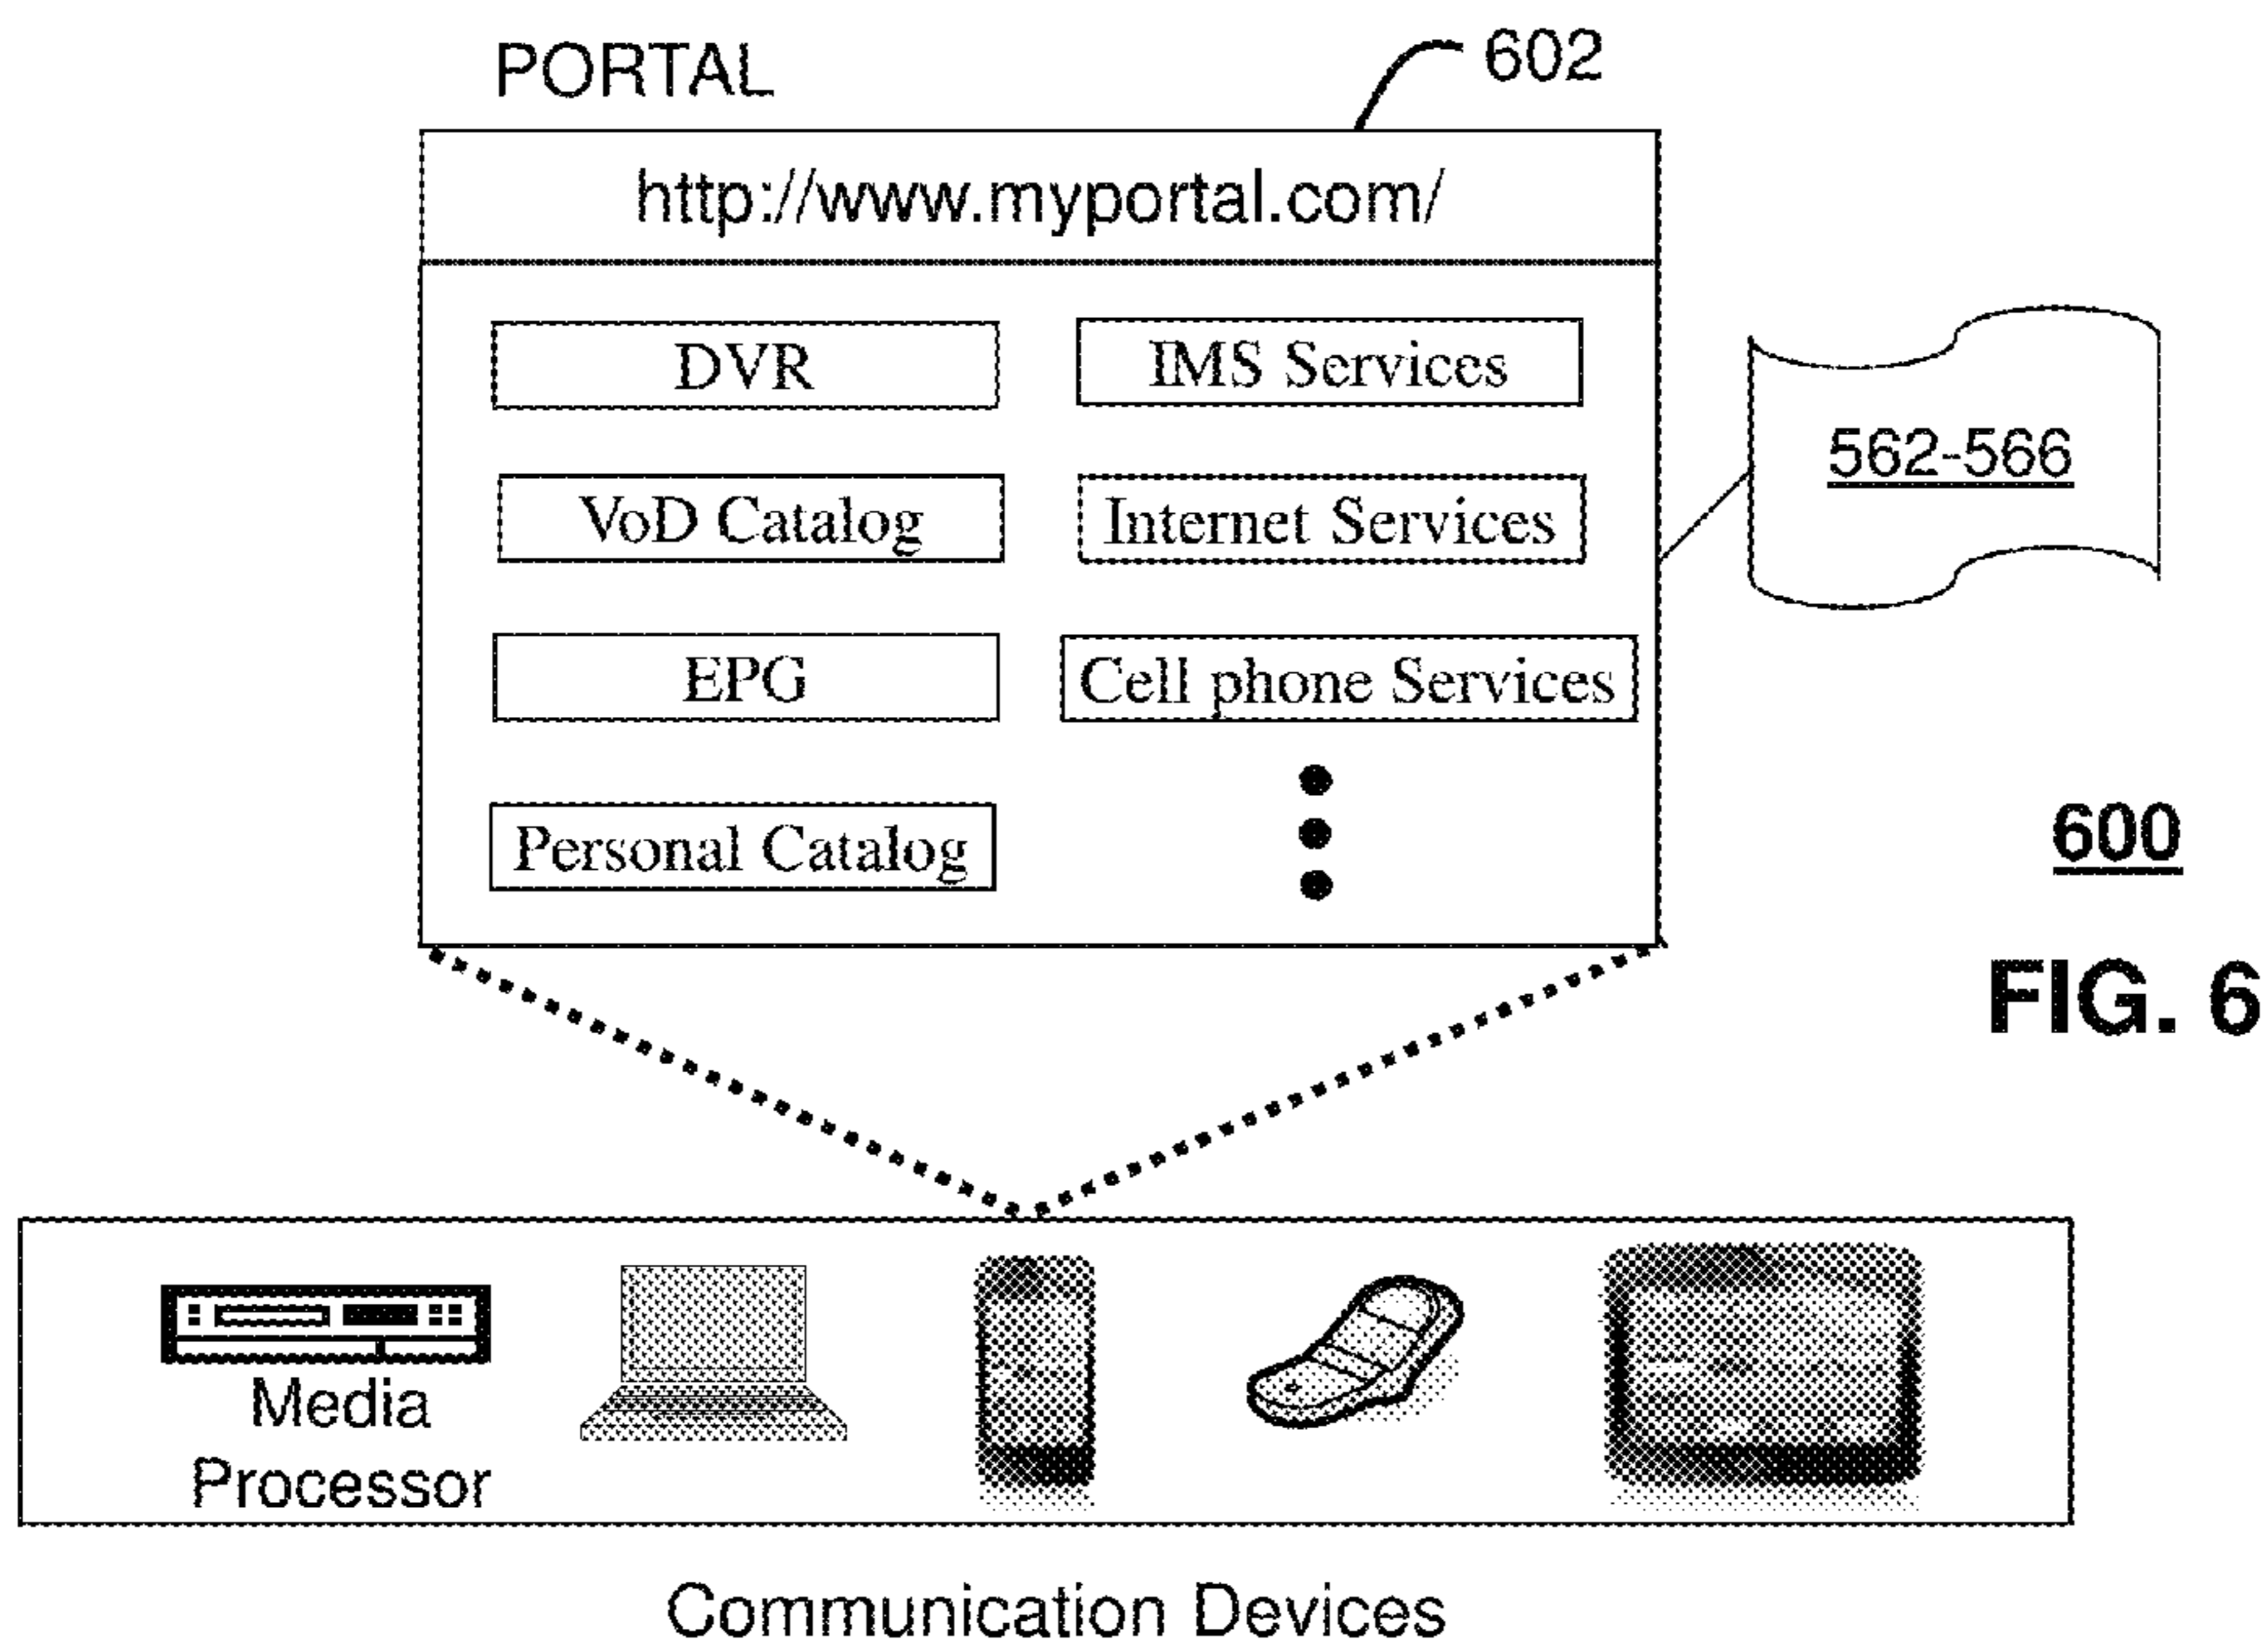 PORTAL
602
http://www.myportal.com/
DVR
IMS Services
VoD Catalog
Internet Services
EPG
Cell phone Services
Personal Catalog
562-566
600
FIG. 6
Media
Processor
Communication Devices